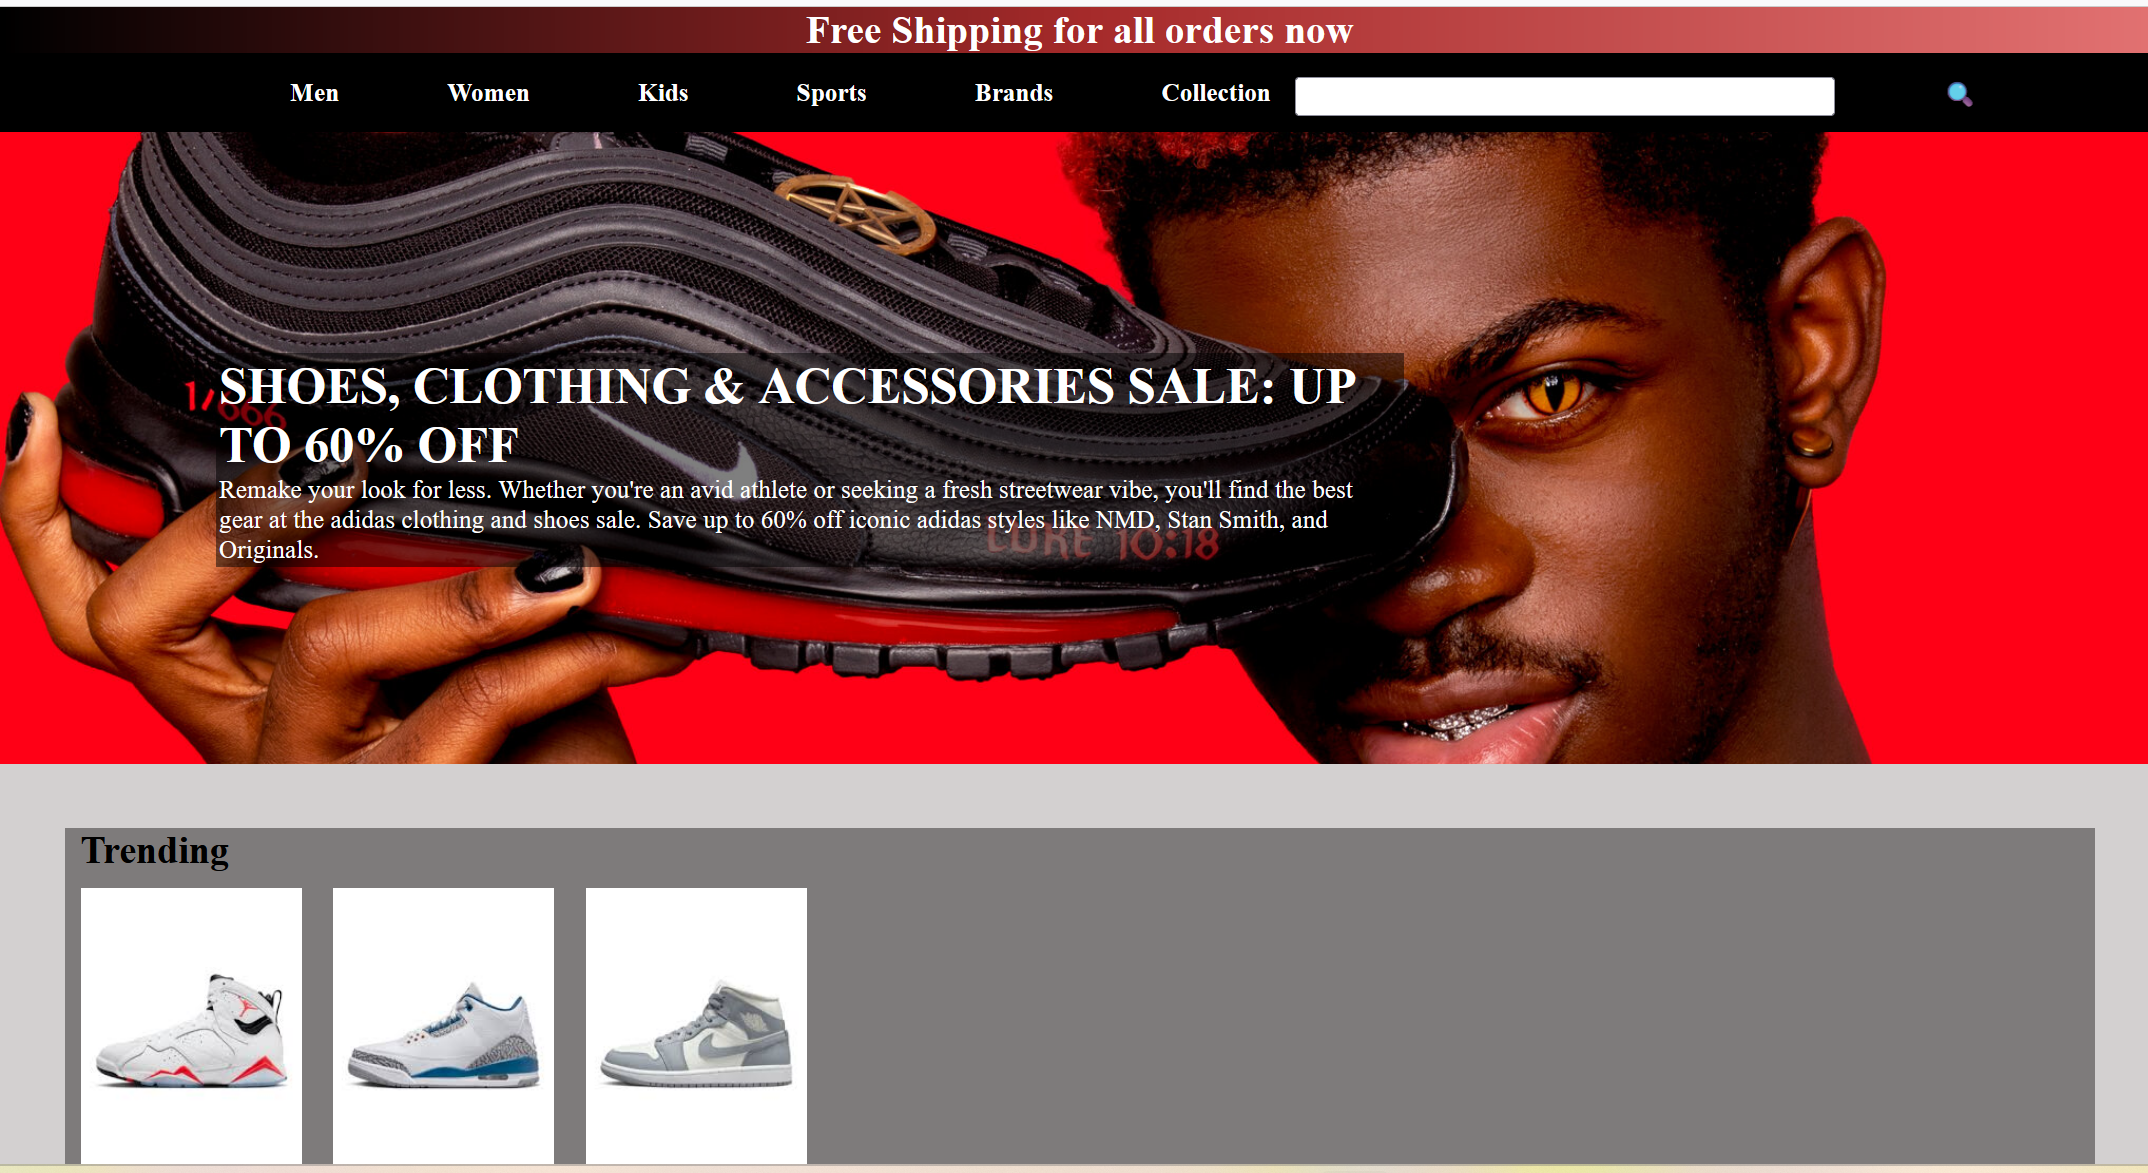 Free Shipping for all orders now
Men Women Kids Sports Brands Collection
SHOES, CLOTHING & ACCESSORIES SALE: UP
1/666
TO 60% OFF
Remake your look for less. Whether you're an avid athlete or seeking a fresh streetwear vibe, you'll find the best
gear at the adidas clothing and shoes sale. Save up to 60% off iconic adidas styles like NMD, Stan Smith, and
Originals.
LUKE 10:18
Trending